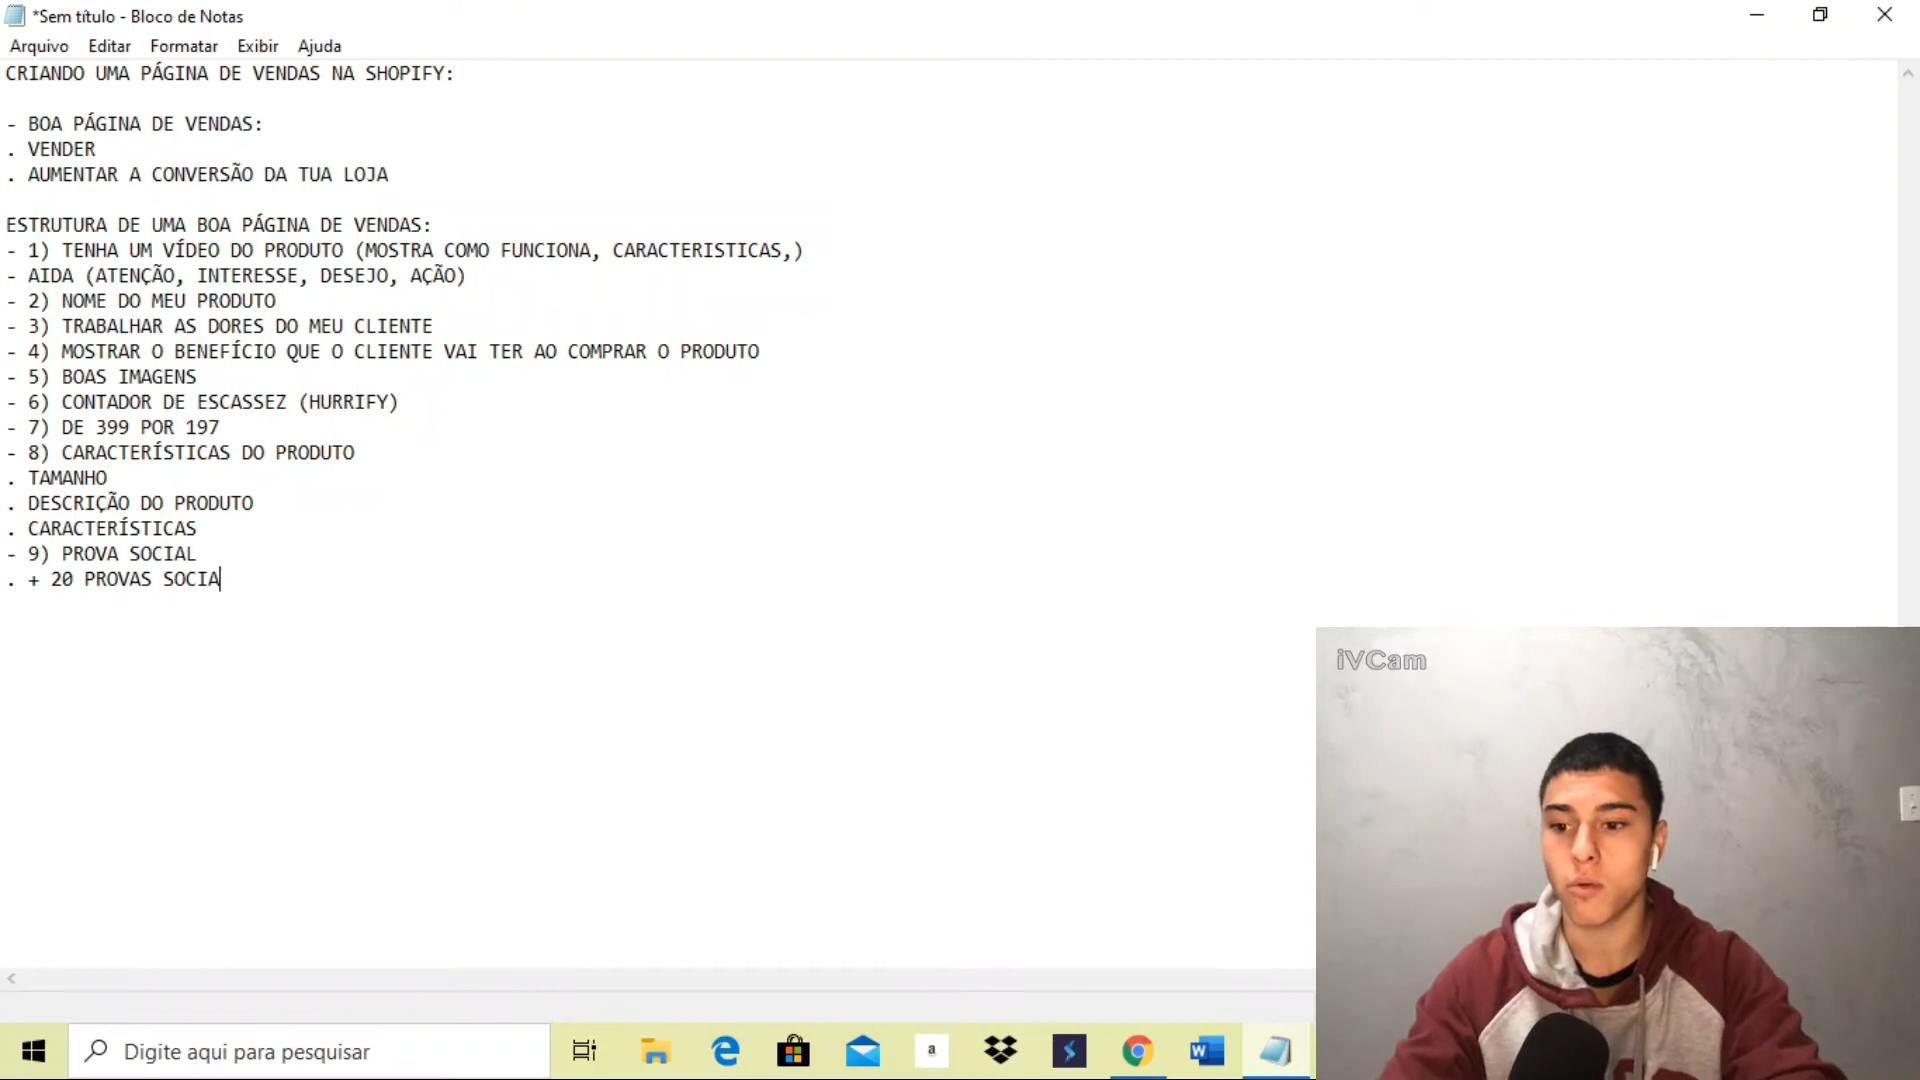 *Sem título - Bloco de Notas
Arquivo Editar Formatar Exibir Ajuda
CRIANDO UMA PÁGINA DE VENDAS NA SHOPIFY:
- BOA PÁGINA DE VENDAS:
. VENDER
. AUMENTAR A CONVERSÃO DA TUA LOJA
ESTRUTURA DE UMA BOA PÁGINA DE VENDAS:
- 1) TENHA UM VÍDEO DO PRODUTO (MOSTRA COMO FUNCIONA, CARACTERISTICAS,)
- AIDA (ATENÇÃO, INTERESSE, DESEJO, AÇÃO)
- 2) NOME DO MEU PRODUTO
- 3) TRABALHAR AS DORES DO MEU CLIENTE
- 4) MOSTRAR O BENEFÍCIO QUE O CLIENTE VAI TER AO COMPRAR O PRODUTO
- 5) BOAS IMAGENS
- 6) CONTADOR DE ESCASSEZ (HURRIFY)
- 7) DE 399 POR 197
- 8) CARACTERÍSTICAS DO PRODUTO
. TAMANHO
. DESCRIÇÃO DO PRODUTO
. CARACTERÍSTICAS
- 9) PROVA SOCIAL
. + 20 PROVAS SOCIA
iVCam
Digite aqui para pesquisar
a
W